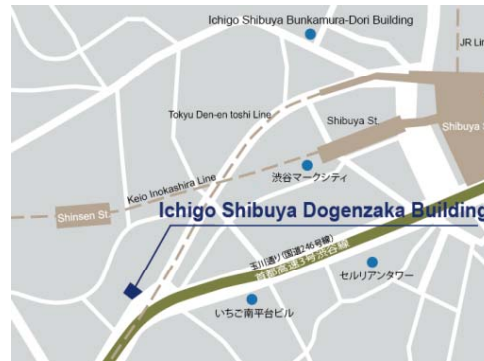 Ichigo Shibuya Bunkamura-Dori Building
JR Lin
Tokyu Den-en toshi Line
Shibuya St.
Shibuya S
渋谷マークシティ
Keio Inokashira Line
Shinsen St.
Ichigo Shibuya Dogenzaka Building
玉川通り(国道246号線)
首都高速3号渋谷線
セルリアンタワー
いちご南平台ビル